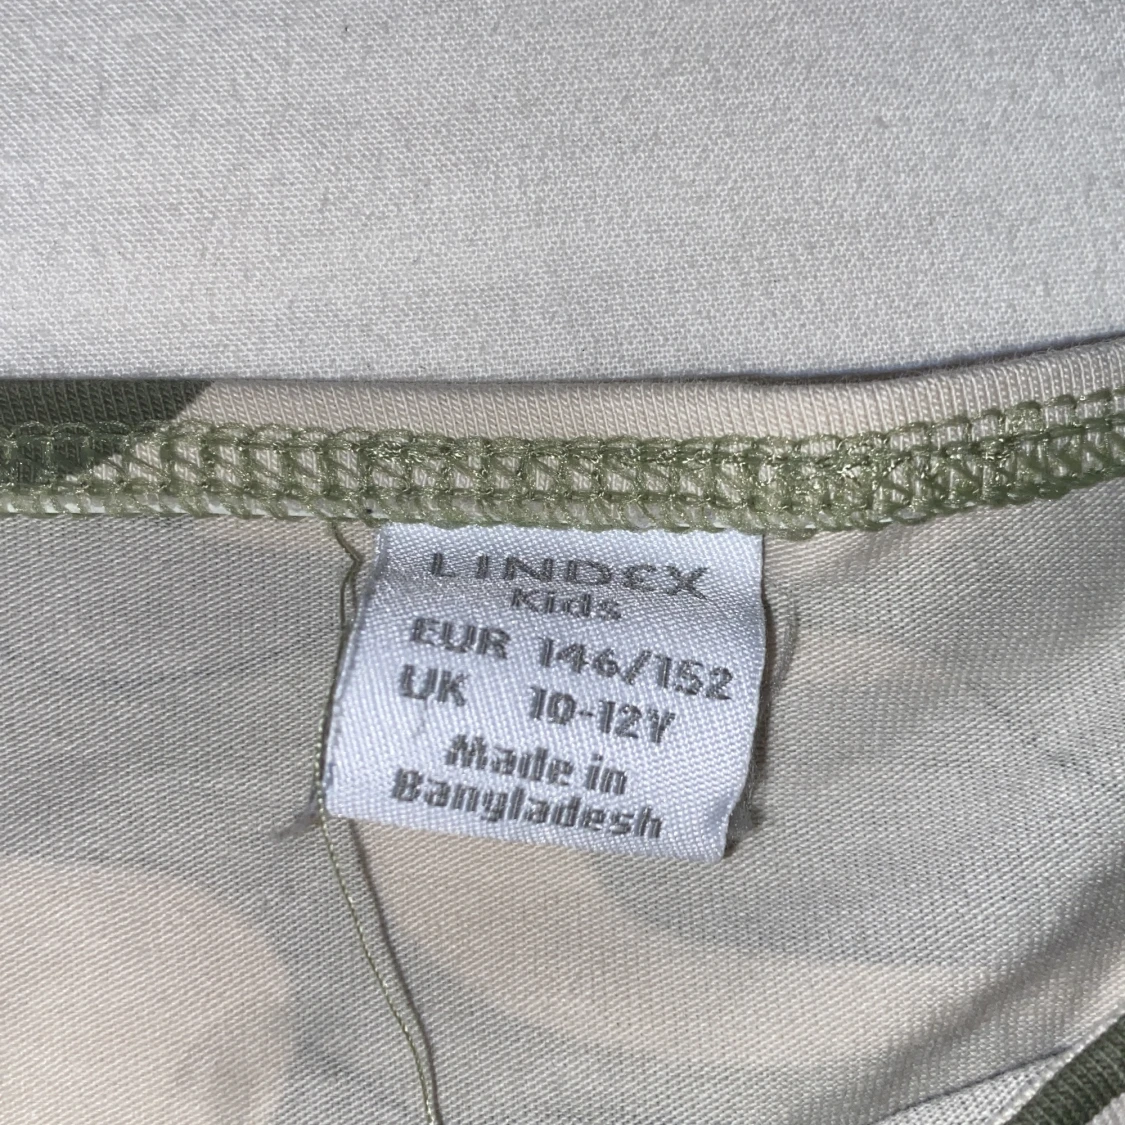 LINDEX
Kids
EUR 146/152
UK 10-12Y
Made in
Bangladesh